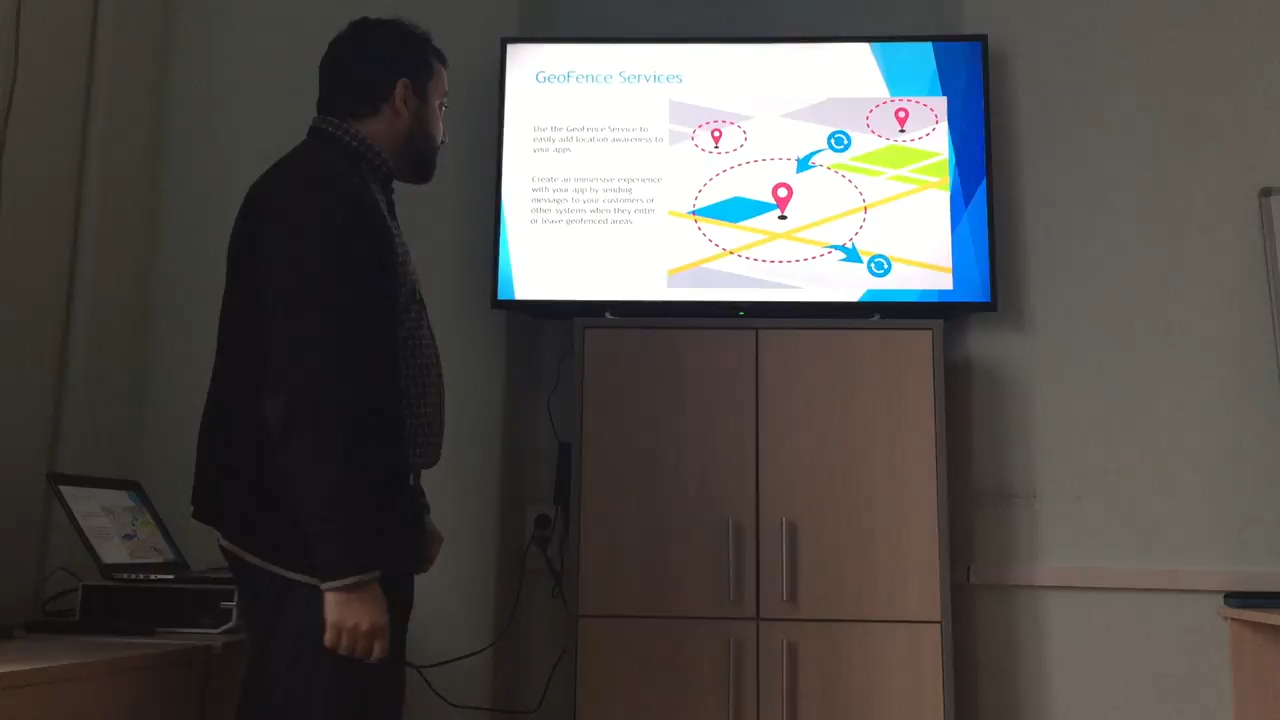 GeoFence Services
Use the GeoFence Service to
easily add location awareness to
your apps
Create an immersive experience
with your app by sending
messages to your customers or
other systems when they enter
or leave geofenced areas